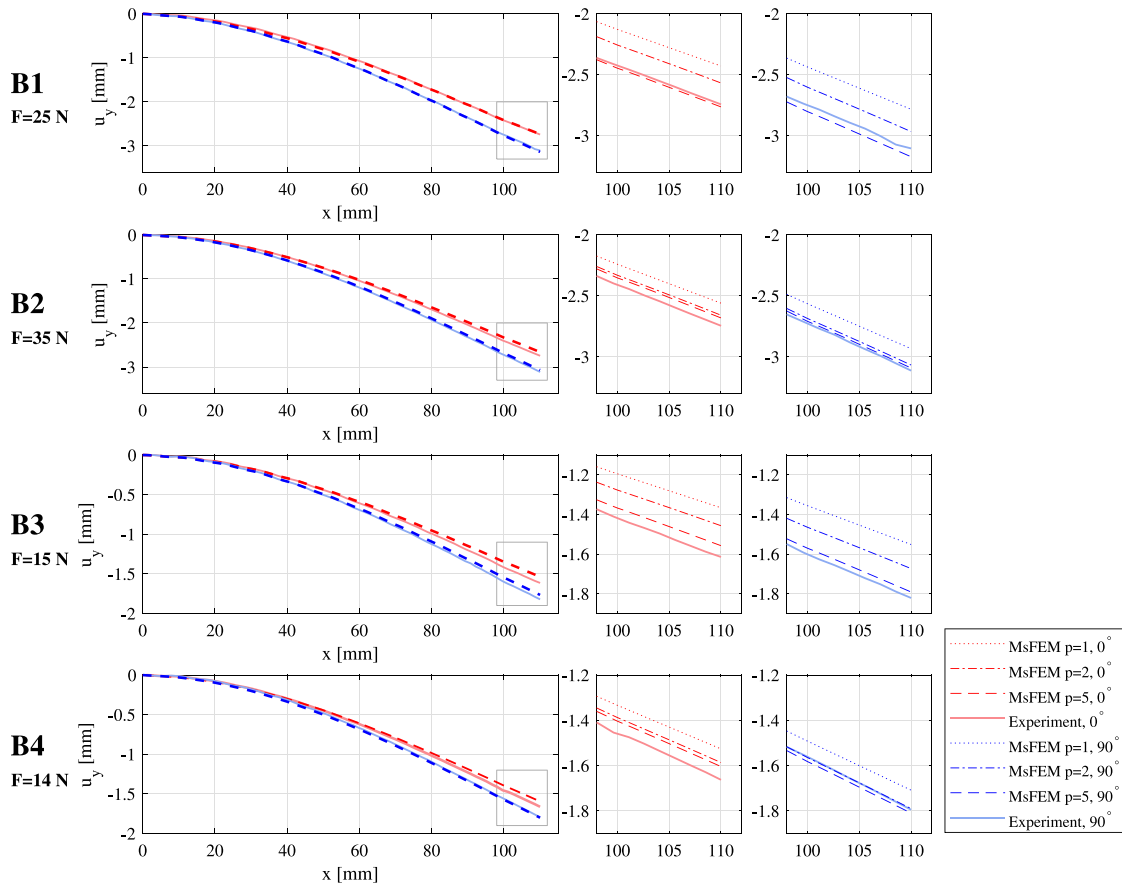 B1
F=25 N
u_y [mm]
0
-1
-2
-3
0 20 40 60 80 100
x [mm]
-2
-2.5
-3
100 105 110
-2
-2.5
-3
100 105 110
B2
F=35 N
u_y [mm]
0
-1
-2
-3
0 20 40 60 80 100
x [mm]
-2
-2.5
-3
100 105 110
-2
-2.5
-3
100 105 110
B3
F=15 N
u_y [mm]
0
-0.5
-1
-1.5
-2
0 20 40 60 80 100
x [mm]
-1.2
-1.4
-1.6
-1.8
100 105 110
-1.2
-1.4
-1.6
-1.8
100 105 110
B4
F=14 N
u_y [mm]
0
-0.5
-1
-1.5
-2
0 20 40 60 80 100
x [mm]
-1.2
-1.4
-1.6
-1.8
100 105 110
-1.2
-1.4
-1.6
-1.8
100 105 110
MsFEM p=1, 0°
MsFEM p=2, 0°
MsFEM p=5, 0°
Experiment, 0°
MsFEM p=1, 90°
MsFEM p=2, 90°
MsFEM p=5, 90°
Experiment, 90°